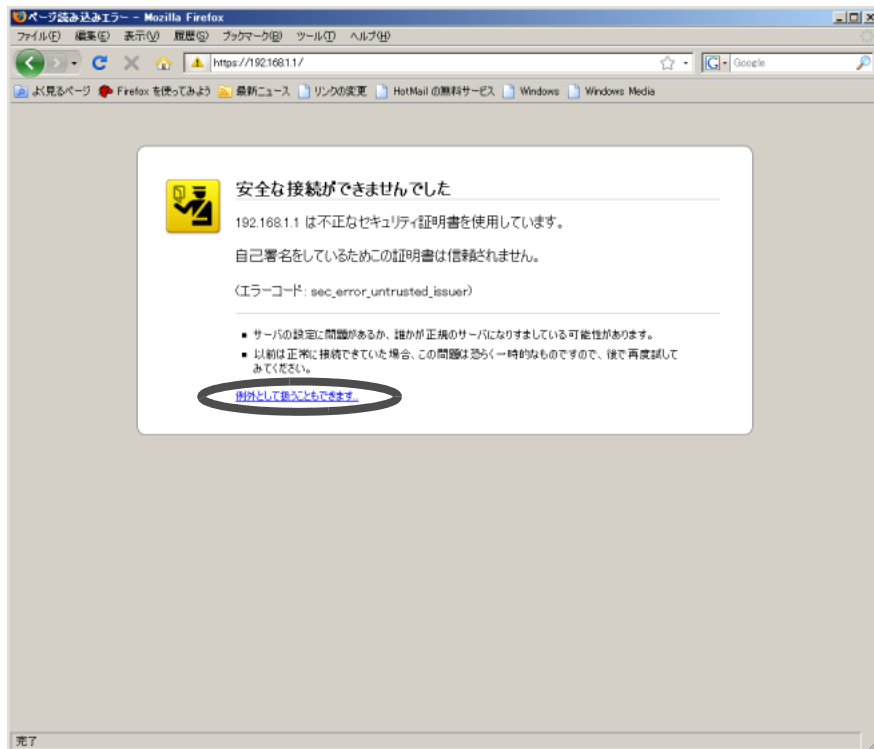 ページ読み込みエラー - Mozilla Firefox
ファイル(F) 編集(E) 表示(V) 履歴(S) ブックマーク(B) ツール(T) ヘルプ(H)
https://192.168.1.1/
Google
よく見るページ Firefox を使ってみよう 最新ニュース リンクの変更 HotMail の無料サービス Windows Windows Media
安全な接続ができませんでした
192.168.1.1 は不正なセキュリティ証明書を使用しています。
自己署名をしているためこの証明書は信頼されません。
(エラーコード: sec_error_untrusted_issuer)
■ サーバの設定に問題があるか、誰かが正規のサーバになりすましている可能性があります。
■ 以前は正常に接続できていた場合、この問題は恐らく一時的なものですので、後で再度試して
みてください。
例外として扱うこともできます...
完了